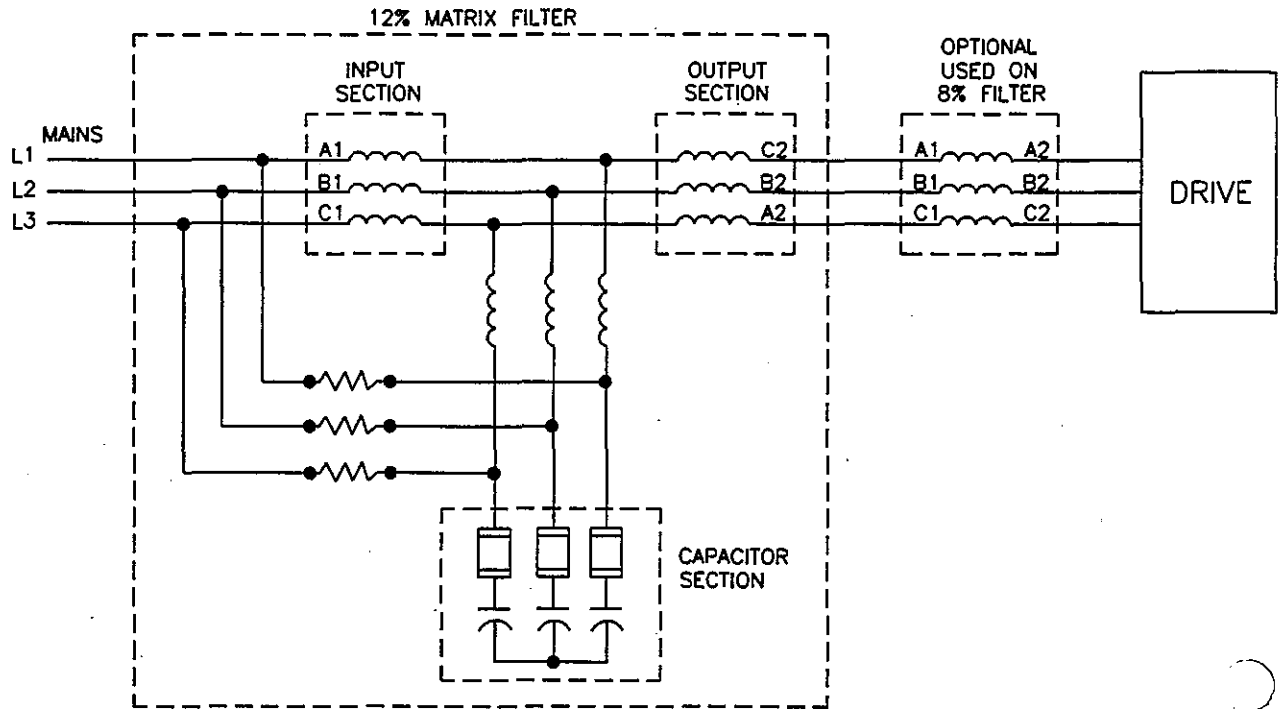 12% MATRIX FILTER
INPUT
SECTION
OUTPUT
SECTION
OPTIONAL
USED ON
8% FILTER
MAINS
L1
A1
C2
A1
A2
L2
B1
B2
B1
B2
DRIVE
L3
C1
A2
C1
C2
CAPACITOR
SECTION